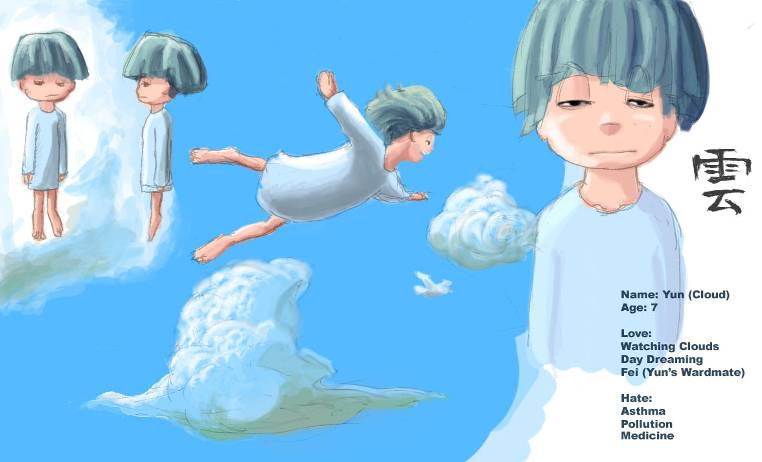 雲
Name: Yun (Cloud)
Age: 7
Love:
Watching Clouds
Day Dreaming
Fei (Yun's Wardmate)
Hate:
Asthma
Pollution
Medicine